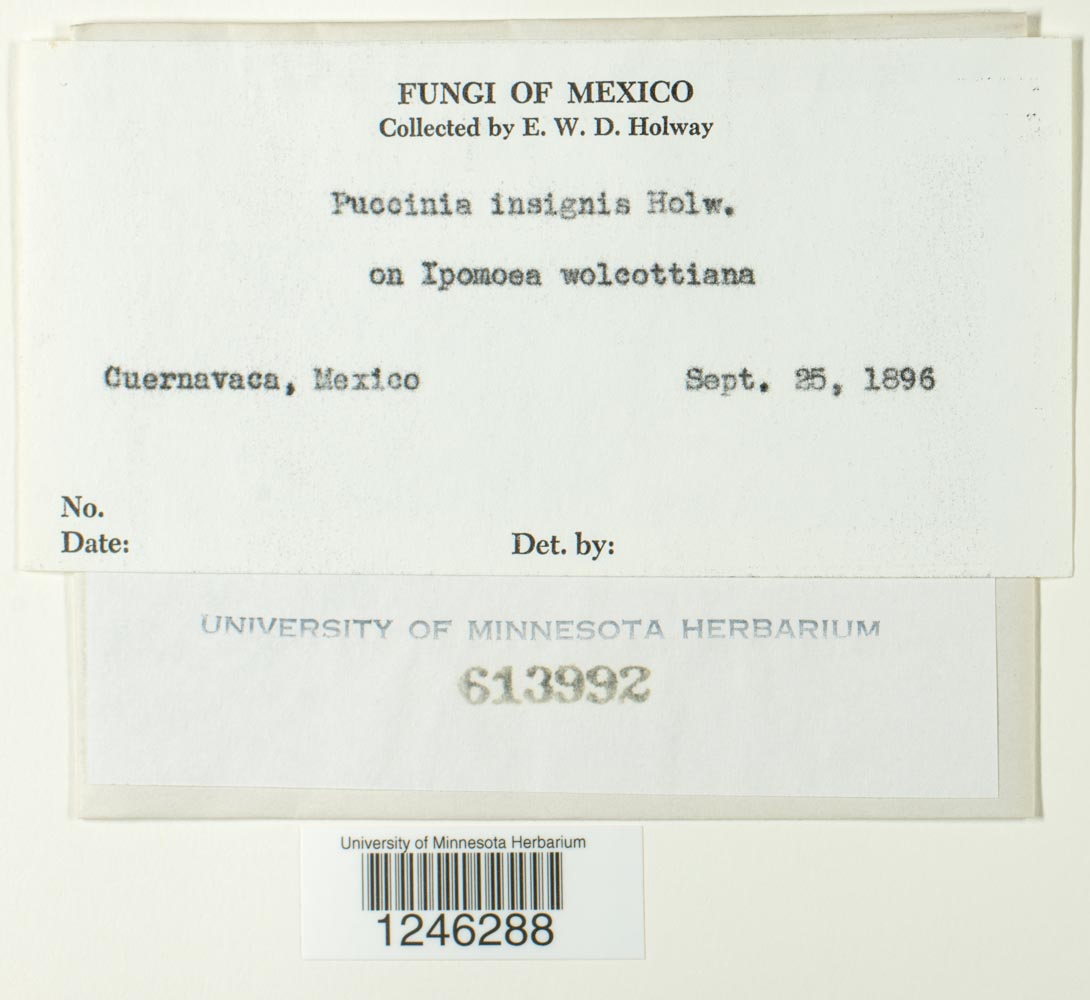 FUNGI OF MEXICO
Collected by E. W. D. Holway
Puccinia insignis Holw.
on Ipomoea wolcottiana
Cuernavaca, Mexico Sept. 25, 1896
No.
Date: Det. by:
UNIVERSITY OF MINNESOTA HERBARIUM
613992
University of Minnesota Herbarium
1246288